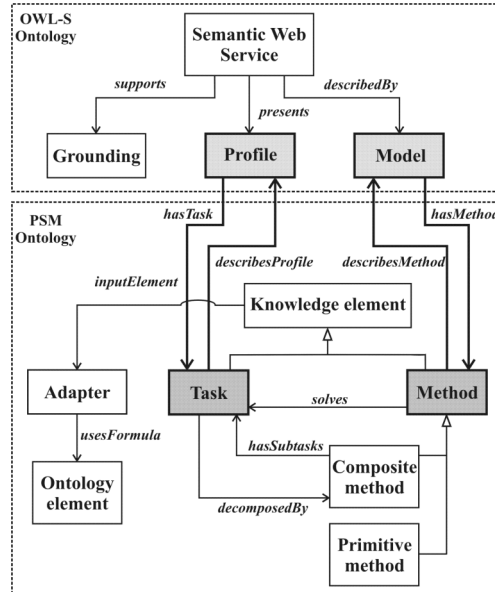 OWL-S
Ontology
Semantic Web
Service
supports
describedBy
presents
Grounding
Profile
Model
PSM
Ontology
hasTask
hasMethod
describesProfile
describesMethod
inputElement
Knowledge element
Adapter
Task
Method
solves
usesFormula
hasSubtasks
Ontology
element
Composite
method
decomposedBy
Primitive
method